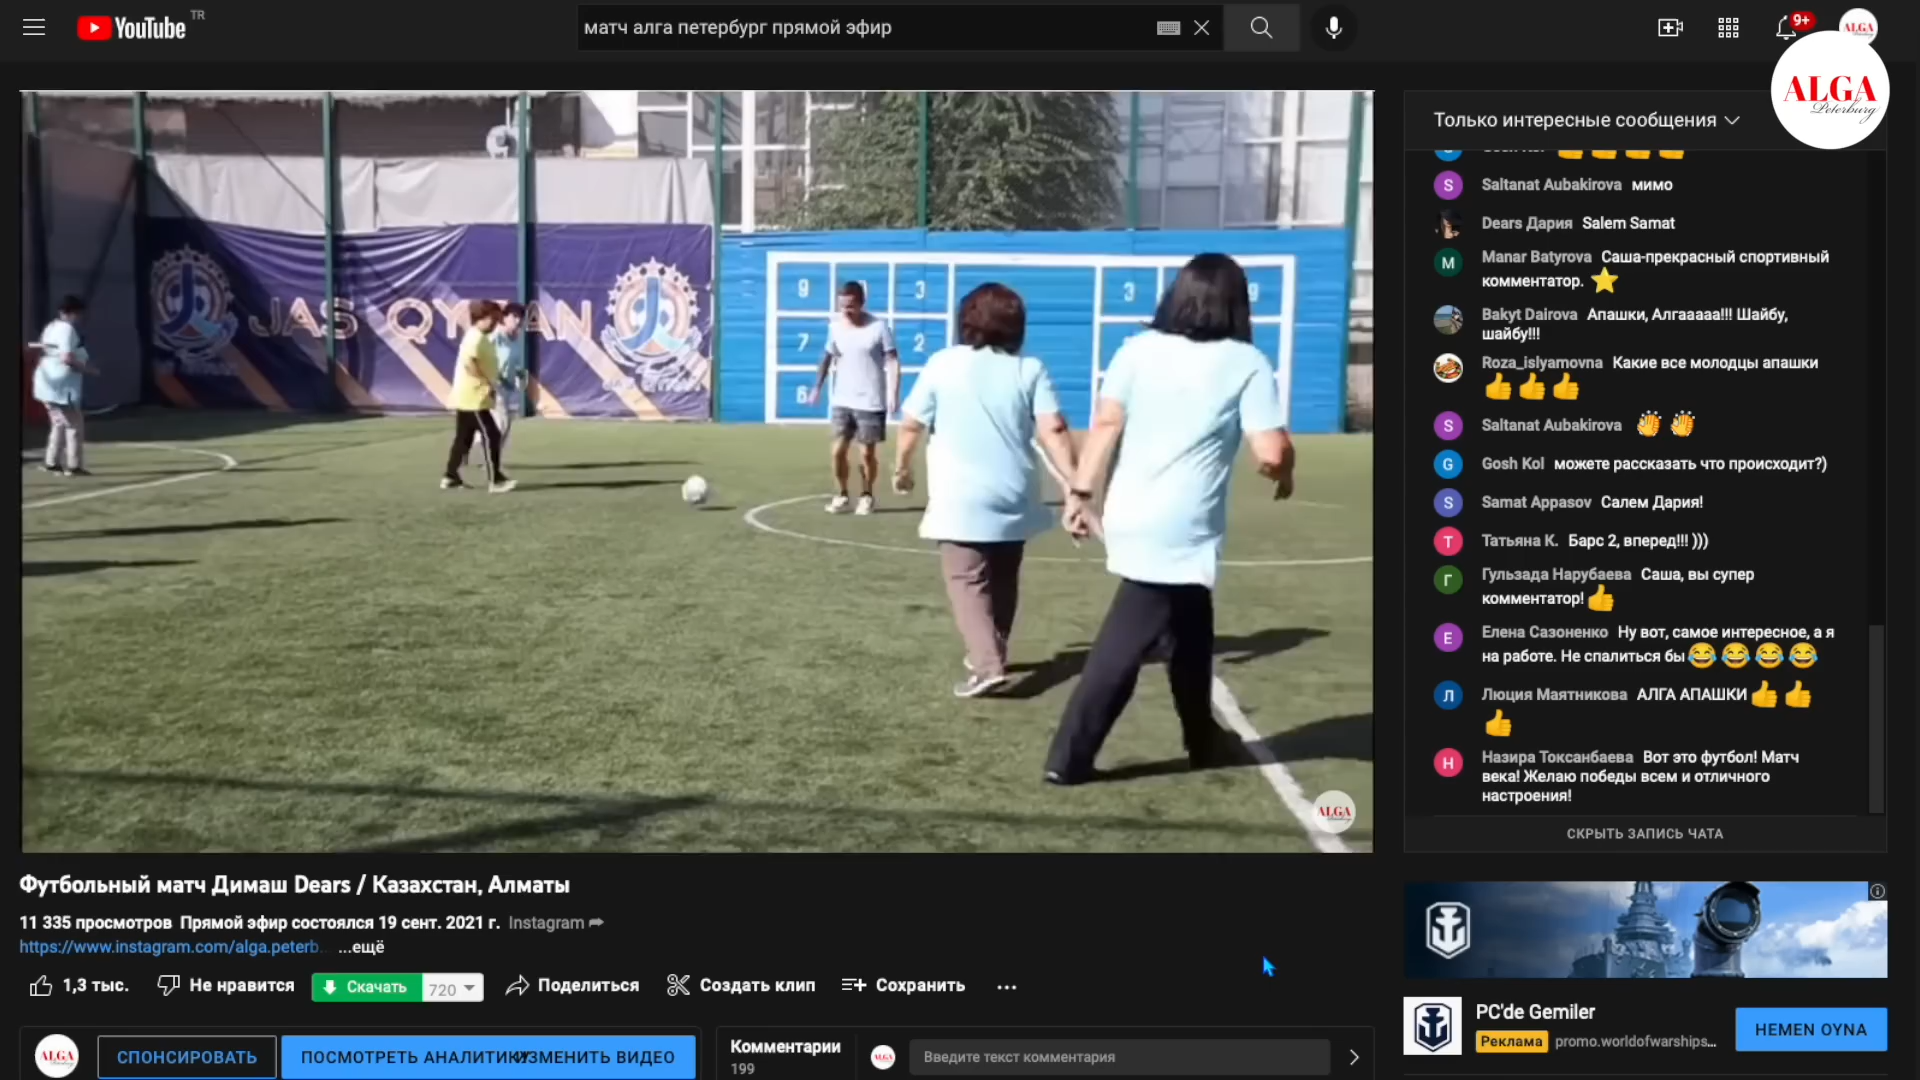 YouTube TR
матч алга петербург прямой эфир
9+
ALGA
ALGA
Peterburg
Только интересные сообщения
Saltanat Aubakirova мимо
Dears Дария Salem Samat
Manar Batyrova Саша-прекрасный спортивный
комментатор.
Bakyt Dairova Апашки, Алгааааа!!! Шайбу,
шайбу!!!
Roza_islyamovna Какие все молодцы апашки
Saltanat Aubakirova
Gosh Kol можете рассказать что происходит?)
Samat Appasov Салем Дария!
Татьяна К. Барс 2, вперед!!! )))
Гульзада Нарубаева Саша, вы супер
комментатор!
Елена Сазоненко Ну вот, самое интересное, а я
на работе. Не спалиться бы
Люция Маятникова АЛГА АПАШКИ
Назира Токсанбаева Вот это футбол! Матч
века! Желаю победы всем и отличного
настроения!
СКРЫТЬ ЗАПИСЬ ЧАТА
JAS
9 3 3 9
7 2
6
ALGA
Peterburg
Футбольный матч Димаш Dears / Казахстан, Алматы
11 335 просмотров Прямой эфир состоялся 19 сент. 2021 г. Instagram
https://www.instagram.com/alga.peterb... ...ещё
1,3 тыс. Не нравится Скачать 720 Поделиться Создать клип Сохранить ...
ALGA СПОНСИРОВАТЬ ПОСМОТРЕТЬ АНАЛИТИКУ ИЗМЕНИТЬ ВИДЕО
Комментарии
199
Введите текст комментария
PC'de Gemiler
Реклама promo.worldofwarships...
HEMEN OYNA